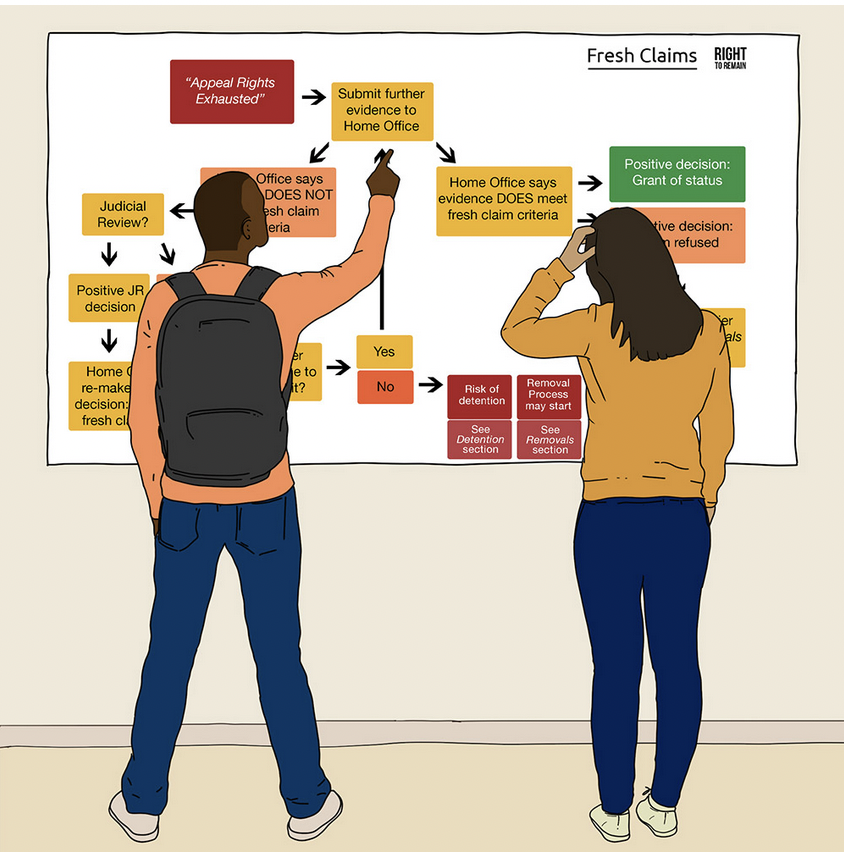 Fresh Claims
RIGHT
TO REMAIN
“Appeal Rights
Exhausted”
Submit further
evidence to
Home Office
Office says
DOES NOT
claim
Home Office says
evidence DOES meet
fresh claim criteria
Positive decision:
Grant of status
decision:
refused
Judicial
Review?
Positive JR
decision
Home
re-make
decision:
fresh
to
Yes
No
Risk of
detention
Removal
Process
may start
See
Detention
section
See
Removals
section